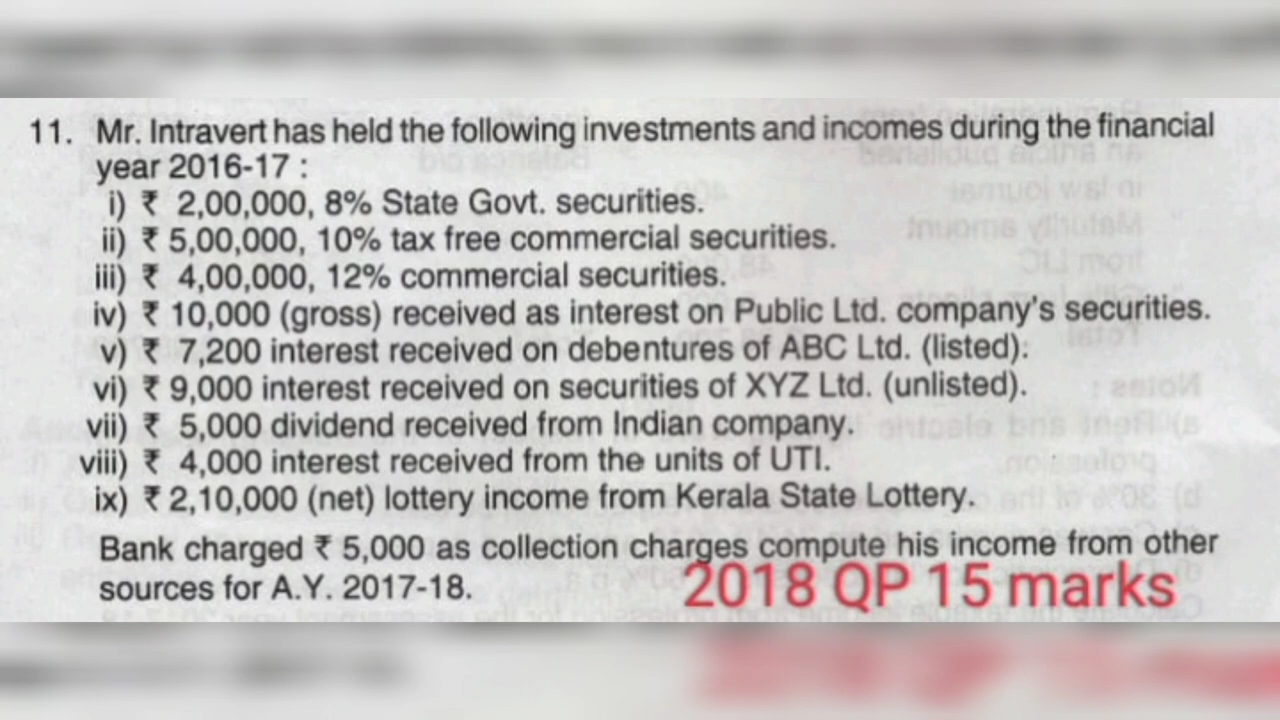 11. Mr. Intravert has held the following investments and incomes during the financial
year 2016-17 :
i) ₹ 2,00,000, 8% State Govt. securities.
ii) ₹ 5,00,000, 10% tax free commercial securities.
iii) ₹ 4,00,000, 12% commercial securities.
iv) ₹ 10,000 (gross) received as interest on Public Ltd. company's securities.
v) ₹ 7,200 interest received on debentures of ABC Ltd. (listed):
vi) ₹ 9,000 interest received on securities of XYZ Ltd. (unlisted).
vii) ₹ 5,000 dividend received from Indian company.
viii) ₹ 4,000 interest received from the units of UTI.
ix) ₹ 2,10,000 (net) lottery income from Kerala State Lottery.
Bank charged ₹ 5,000 as collection charges compute his income from other
sources for A.Y. 2017-18.
2018 QP 15 marks